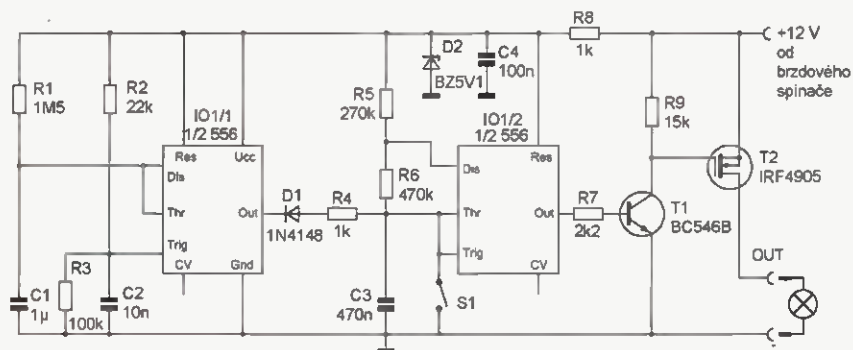 R8
1k
+12 V
od
brzdového
spínače
D2
BZ5V1
C4
100n
R1
1M5
R2
22k
IO1/1
1/2 556
R5
270k
IO1/2
1/2 556
R9
15k
Res
Ucc
Dis
Thr
Out
Trig
CV
Gnd
D1
1N4148
R4
1k
R6
470k
Res
Dis
Thr
Out
Trig
CV
R7
2k2
T1
BC546B
T2
IRF4905
OUT
R3
100k
C1
1µ
C2
10n
C3
470n
S1